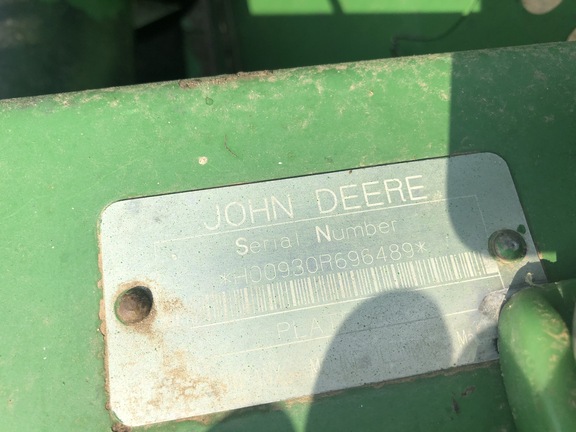 JOHN DEERE
Serial Number
*H00930R696489*